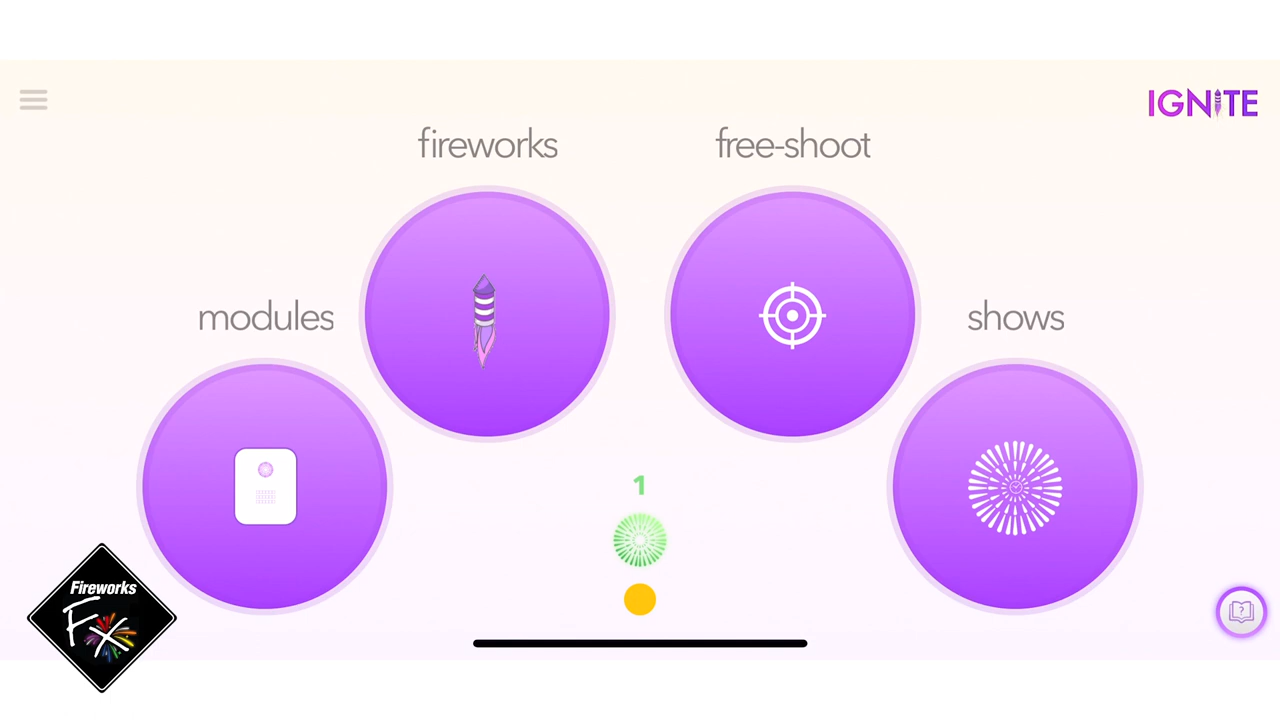 IGNITE
fireworks
free-shoot
modules
shows
1
Fireworks
FX
?